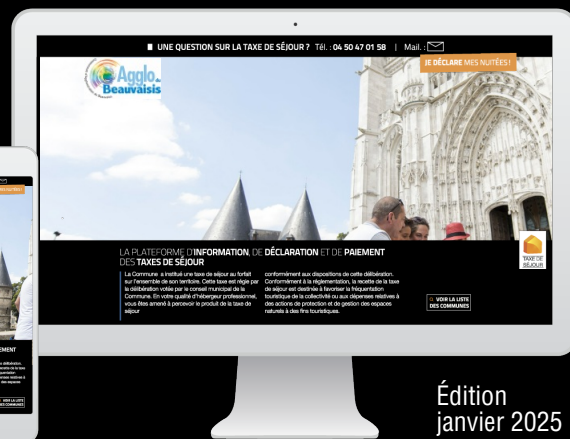 UNE QUESTION SUR LA TAXE DE SÉJOUR ? Tél. : 04 50 47 01 58 | Mail. :
JE DÉCLARE MES NUITÉES !
Agglo du
Beauvaisis
LA PLATEFORME D'INFORMATION, DE DÉCLARATION ET DE PAIEMENT
DES TAXES DE SÉJOUR
La Commune a institué une taxe de séjour au forfait
sur l'ensemble de son territoire. Cette taxe est régie par
la délibération votée par le conseil municipal de la
Commune. En votre qualité d'hébergeur professionnel,
vous êtes amené à percevoir le produit de la taxe de
séjour
conformément aux dispositions de cette délibération.
Conformément à la réglementation, la recette de la taxe
de séjour est destinée à favoriser la fréquentation
touristique de la collectivité ou aux dépenses relatives à
des actions de protection et de gestion des espaces
naturels à des fins touristiques.
TAXE DE
SÉJOUR
VOIR LA LISTE
DES COMMUNES
Édition
janvier 2025